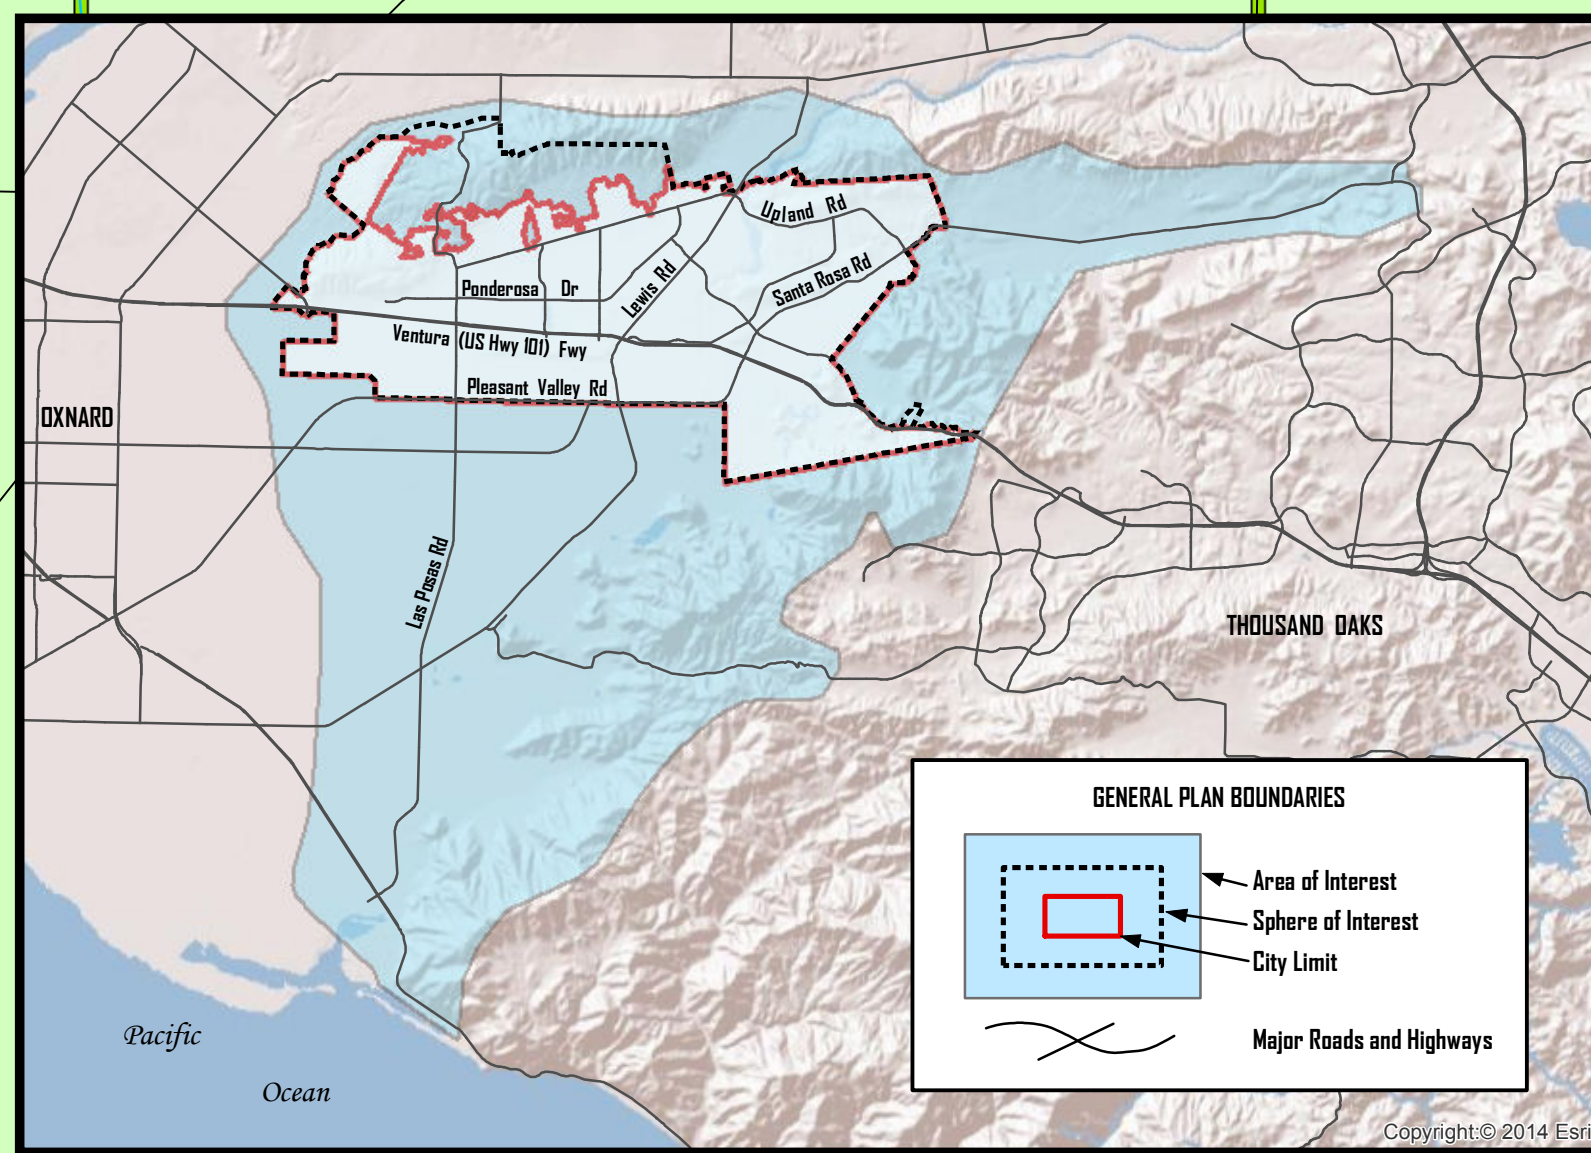 Upland Rd
Santa Rosa Rd
Lewis Rd
Ponderosa Dr
Ventura (US Hwy 101) Fwy
Pleasant Valley Rd
OXNARD
Las Posas Rd
THOUSAND OAKS
GENERAL PLAN BOUNDARIES
Area of Interest
Sphere of Interest
City Limit
Major Roads and Highways
Pacific
Ocean
Copyright:© 2014 Esri